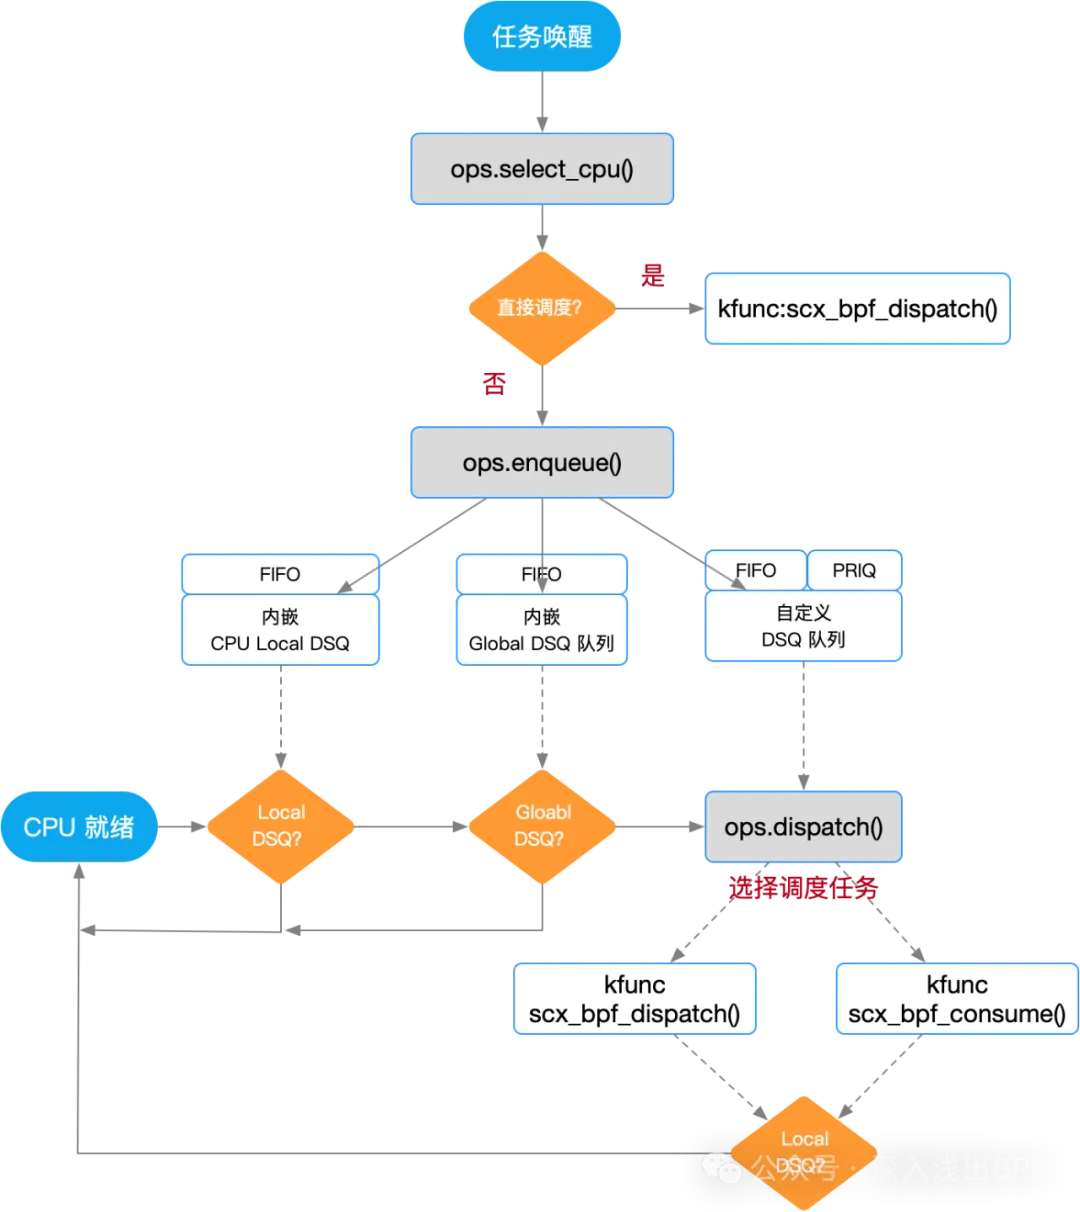 任务唤醒
ops.select_cpu()
直接调度?
是
kfunc:scx_bpf_dispatch()
否
ops.enqueue()
FIFO
内嵌
CPU Local DSQ
FIFO
内嵌
Global DSQ 队列
FIFO
PRIQ
自定义
DSQ 队列
CPU 就绪
Local
DSQ?
Gloabl
DSQ?
ops.dispatch()
选择调度任务
kfunc
scx_bpf_dispatch()
kfunc
scx_bpf_consume()
Local
DSQ?
公众号 · 深入浅出BPF